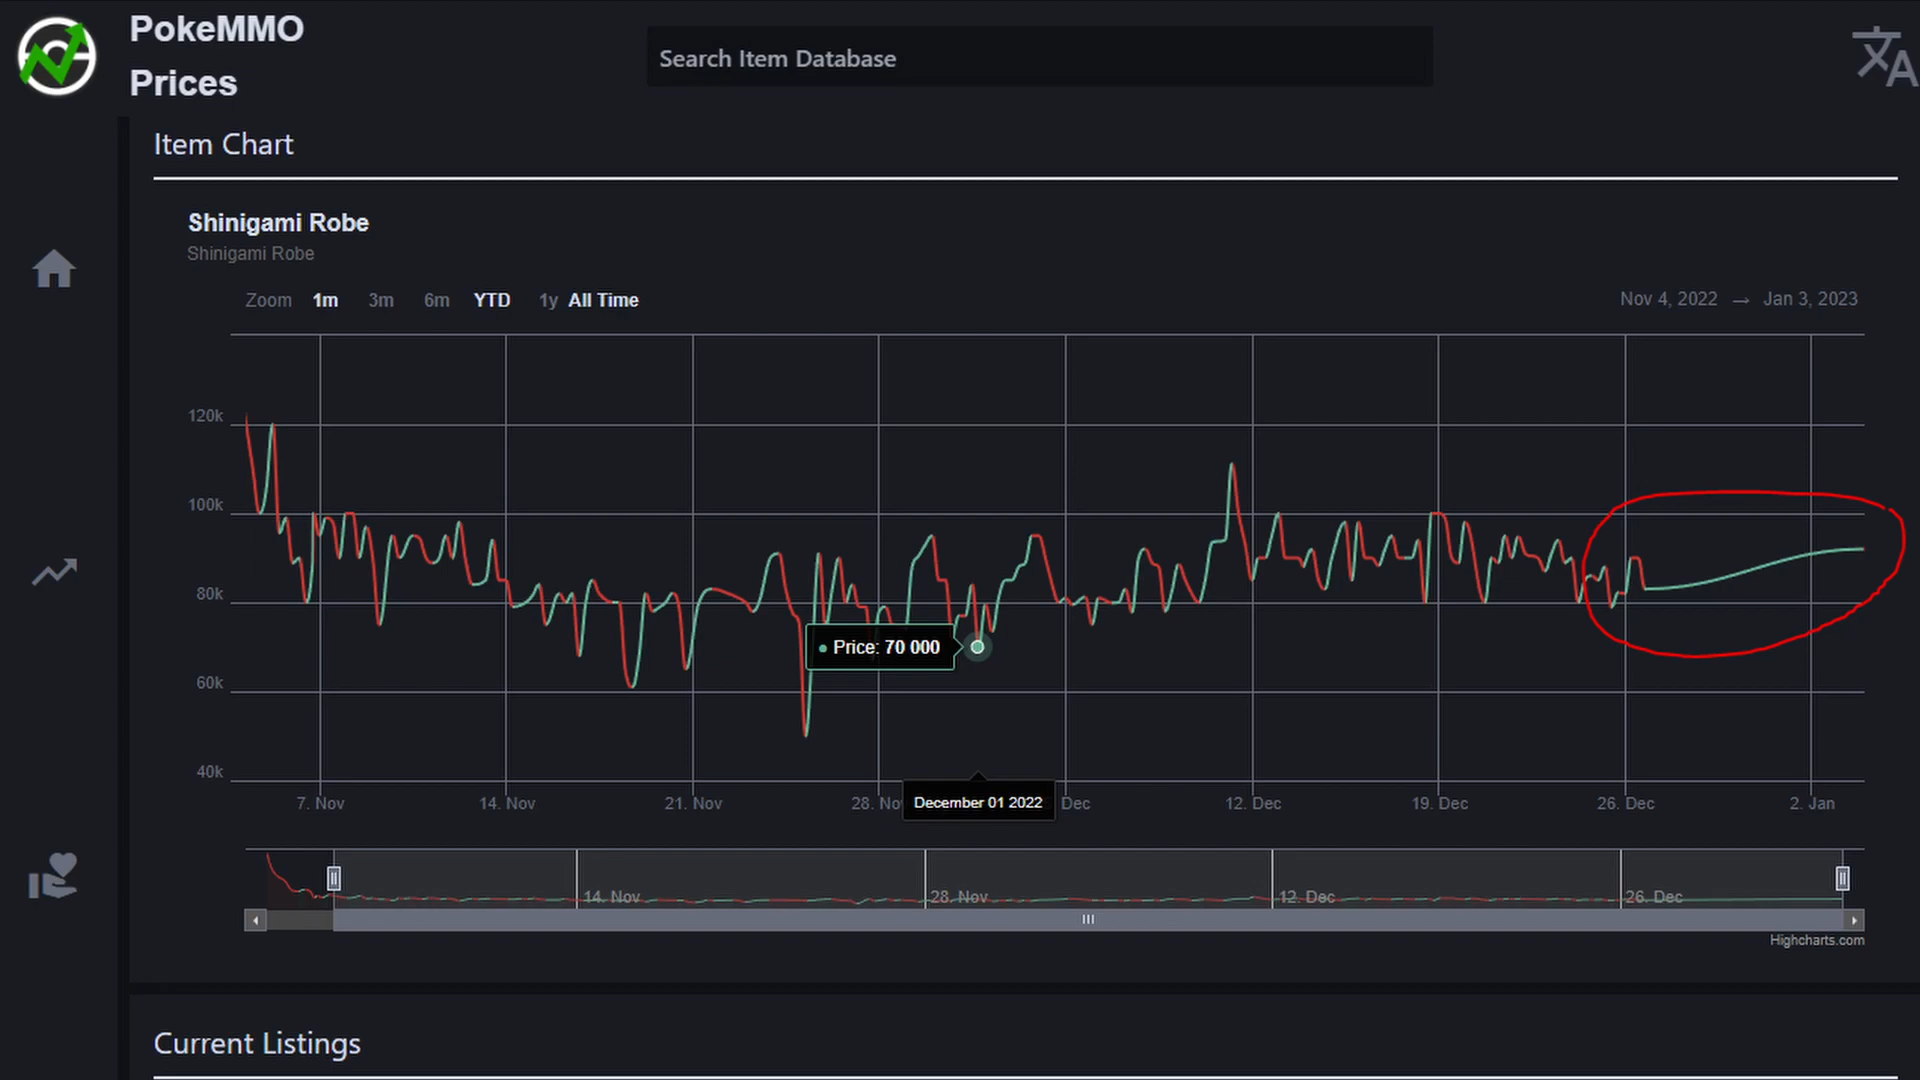 PokeMMO
Prices
Search Item Database
Item Chart
Shinigami Robe
Shinigami Robe
Zoom 1m 3m 6m YTD 1y All Time
Nov 4, 2022 → Jan 3, 2023
120k
100k
80k
60k
40k
Price: 70 000
7. Nov 14. Nov 21. Nov 28. Nov Dec 12. Dec 19. Dec 26. Dec 2. Jan
December 01 2022
14. Nov 28. Nov 12. Dec 26. Dec
Highcharts.com
Current Listings